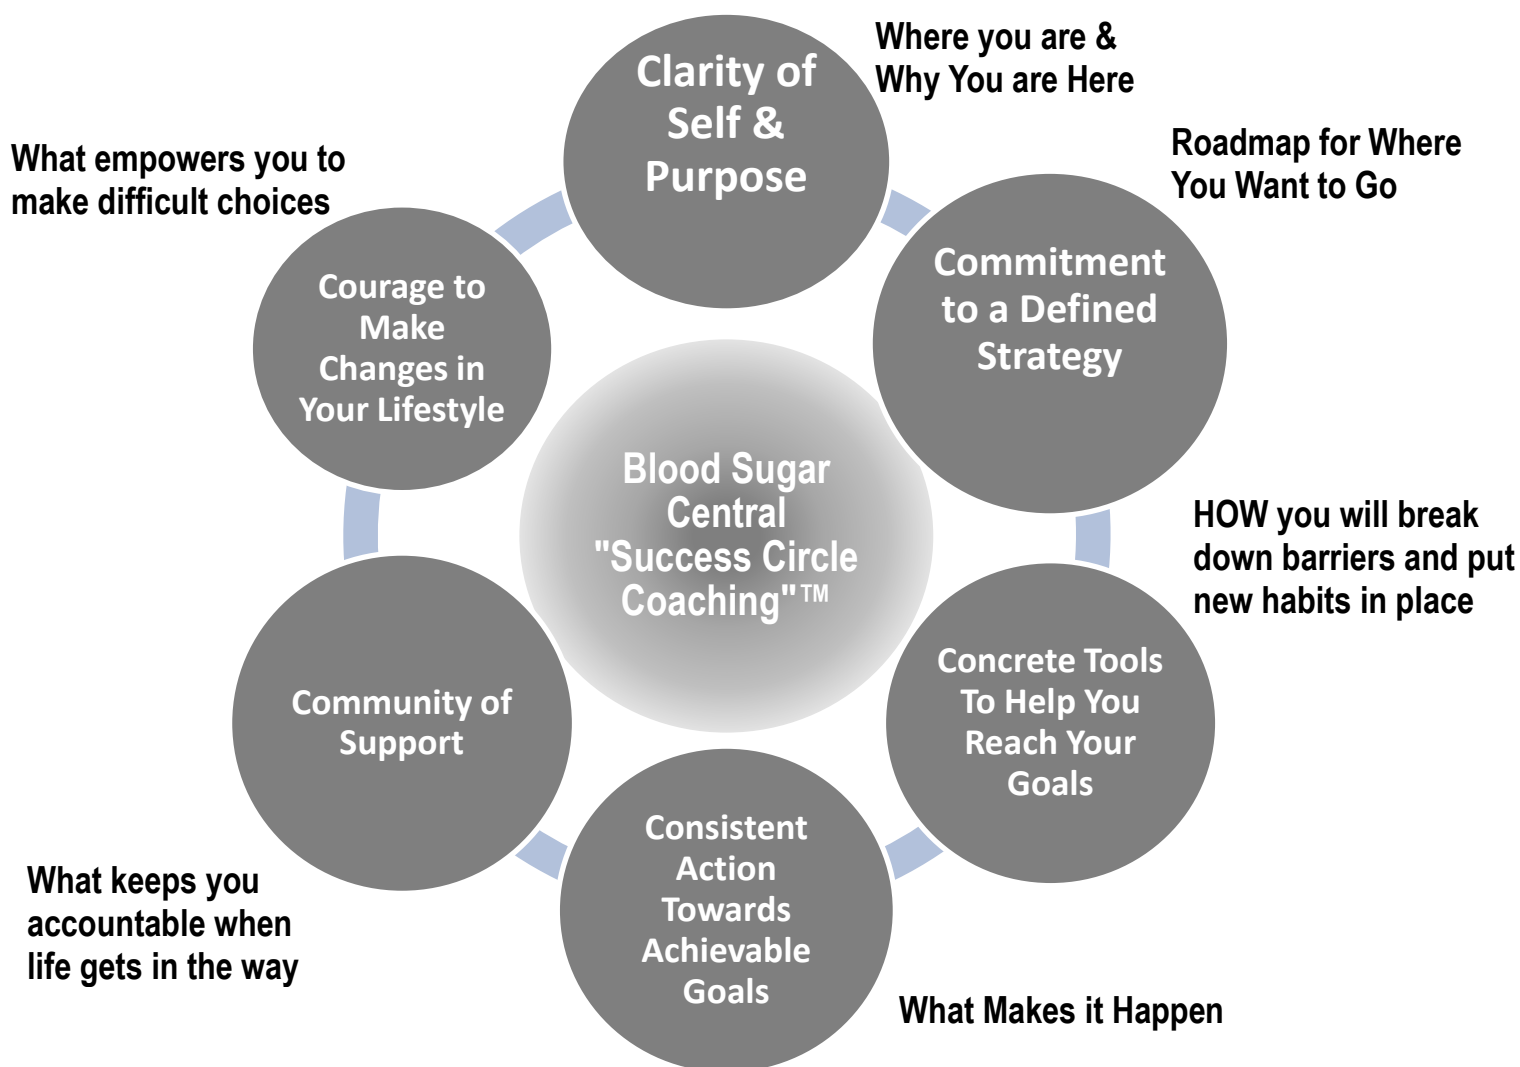 Clarity of
Self &
Purpose
Where you are &
Why You are Here
Commitment
to a Defined
Strategy
Roadmap for Where
You Want to Go
Concrete Tools
To Help You
Reach Your
Goals
HOW you will break
down barriers and put
new habits in place
Consistent
Action
Towards
Achievable
Goals
What Makes it Happen
Community of
Support
What keeps you
accountable when
life gets in the way
Courage to
Make
Changes in
Your Lifestyle
What empowers you to
make difficult choices
Blood Sugar
Central
"Success Circle
Coaching"™